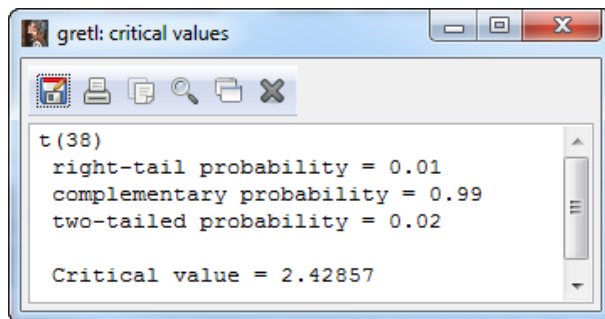 gretl: critical values
t(38)
right-tail probability = 0.01
complementary probability = 0.99
two-tailed probability = 0.02
Critical value = 2.42857